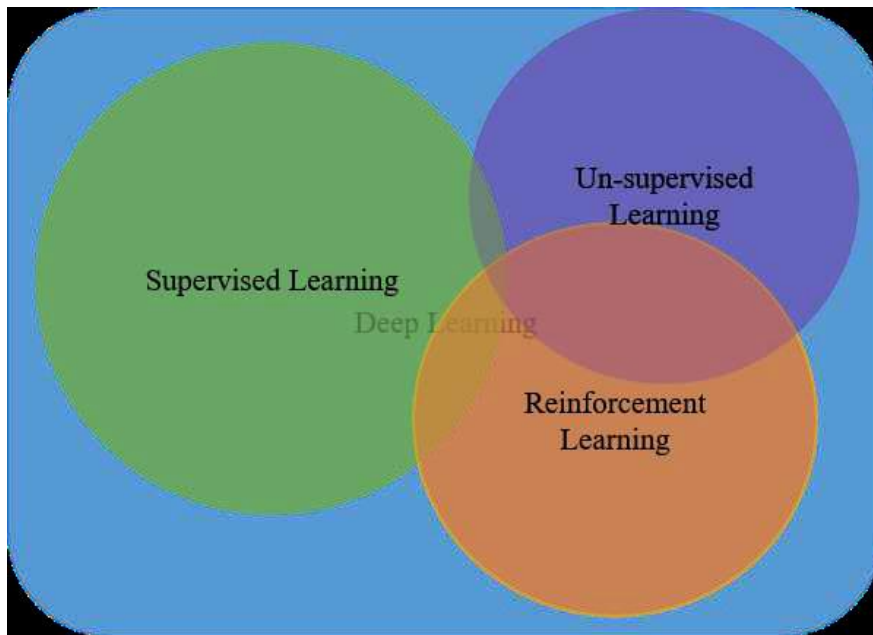 Un-supervised
Learning
Supervised Learning
Deep Learning
Reinforcement
Learning